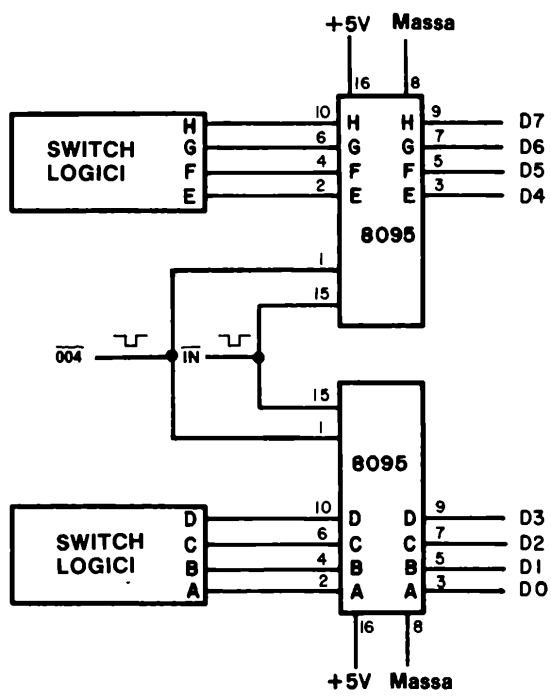 +5V Massa
16 8
SWITCH LOGICI
H 10 H H 9 D7
G 6 G G 7 D6
F 4 F F 5 D5
E 2 E E 3 D4
8095
1
15
004 IN
15
1
8095
SWITCH LOGICI
D 10 D D 9 D3
C 6 C C 7 D2
B 4 B B 5 D1
A 2 A A 3 D0
16 8
+5V Massa